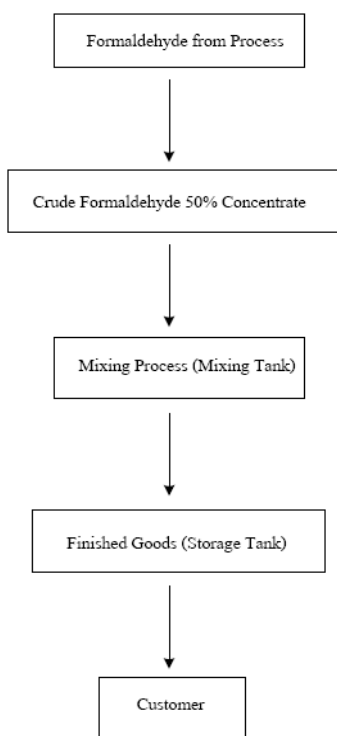 Formaldehyde from Process
Crude Formaldehyde 50% Concentrate
Mixing Process (Mixing Tank)
Finished Goods (Storage Tank)
Customer